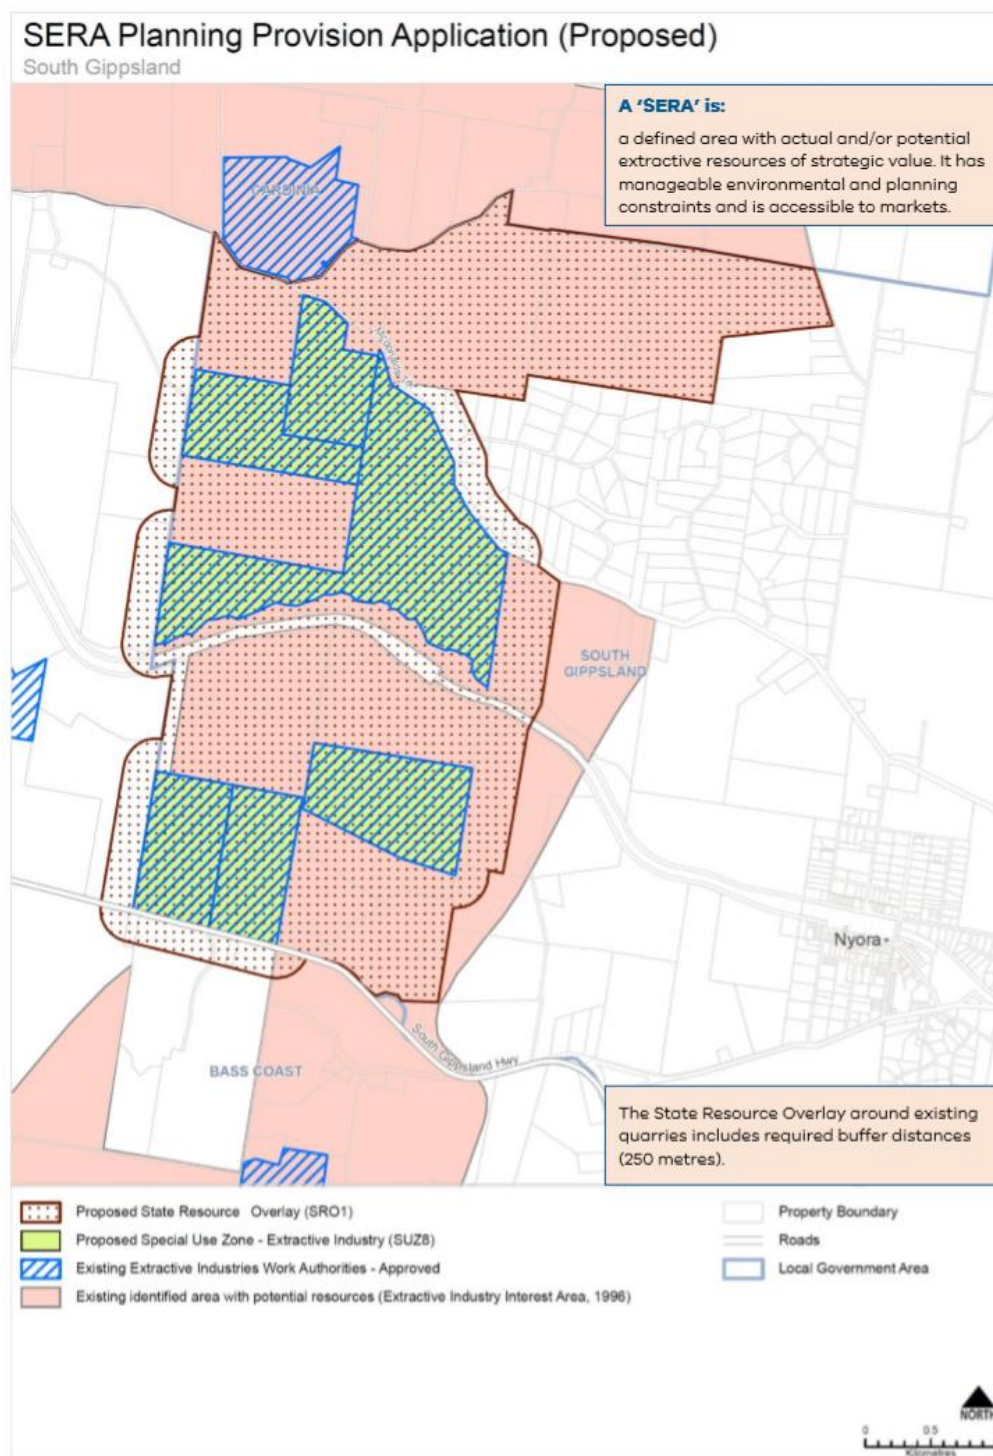 SERA Planning Provision Application (Proposed)
South Gippsland
A 'SERA' is:
a defined area with actual and/or potential
extractive resources of strategic value. It has
manageable environmental and planning
constraints and is accessible to markets.
CARDINIA
SOUTH
GIPPSLAND
Nyora
South Gippsland Hwy
BASS COAST
The State Resource Overlay around existing
quarries includes required buffer distances
(250 metres).
Proposed State Resource Overlay (SRO1)
Proposed Special Use Zone - Extractive Industry (SUZ8)
Existing Extractive Industries Work Authorities - Approved
Existing identified area with potential resources (Extractive Industry Interest Area, 1996)
Property Boundary
Roads
Local Government Area
NORTH
0 0.5
Kilometres